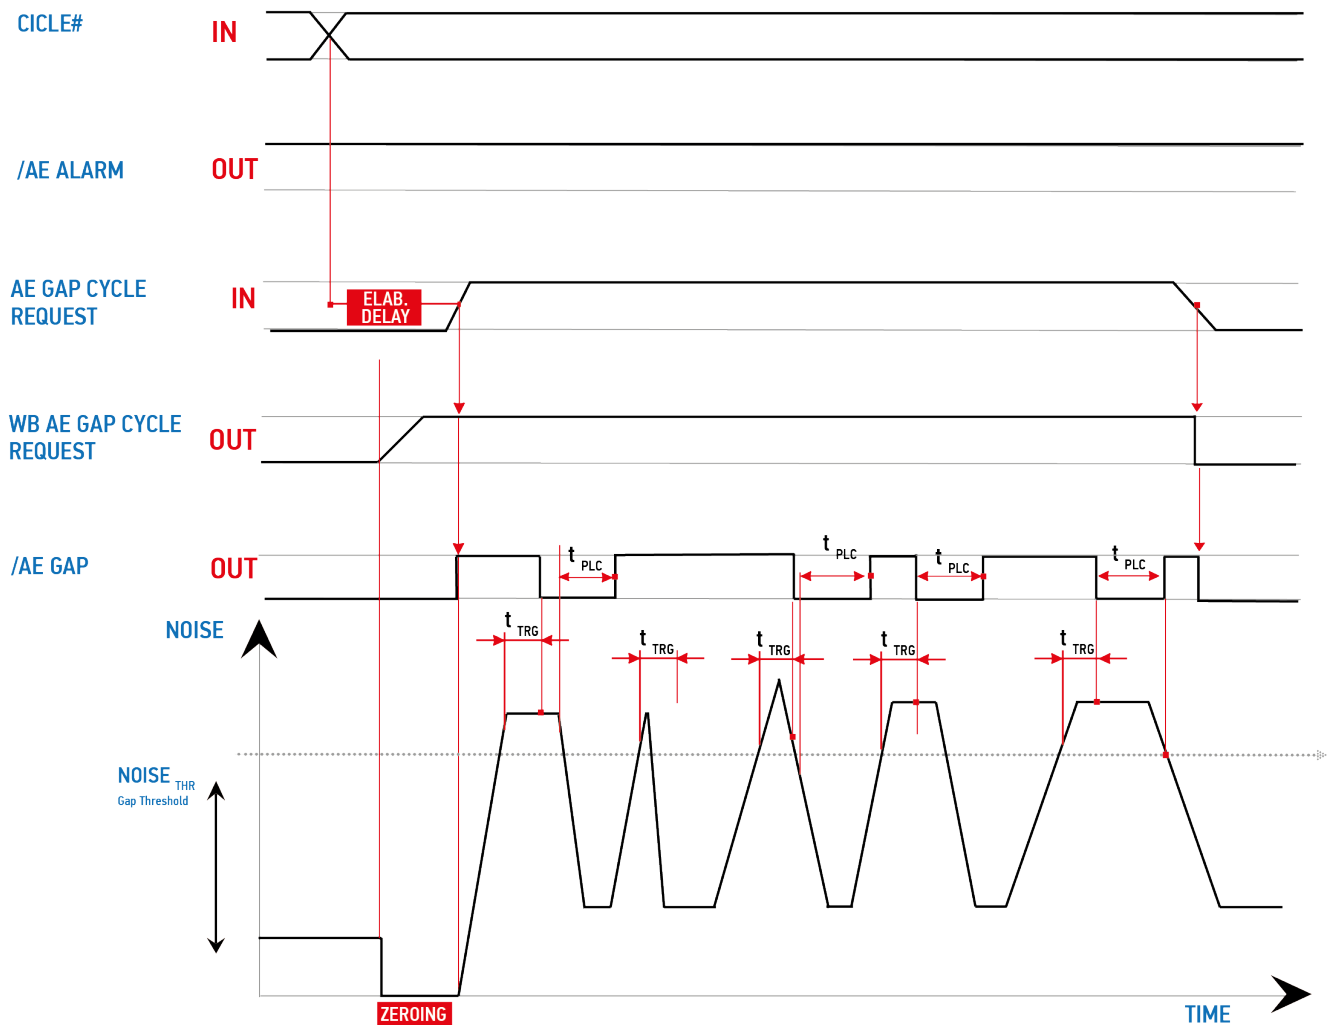 CICLE#
IN
/AE ALARM
OUT
AE GAP CYCLE
REQUEST
IN
ELAB.
DELAY
WB AE GAP CYCLE
REQUEST
OUT
/AE GAP
OUT
t PLC
t PLC
t PLC
t PLC
NOISE
t TRG
t TRG
t TRG
t TRG
t TRG
NOISE THR
Gap Threshold
ZEROING
TIME